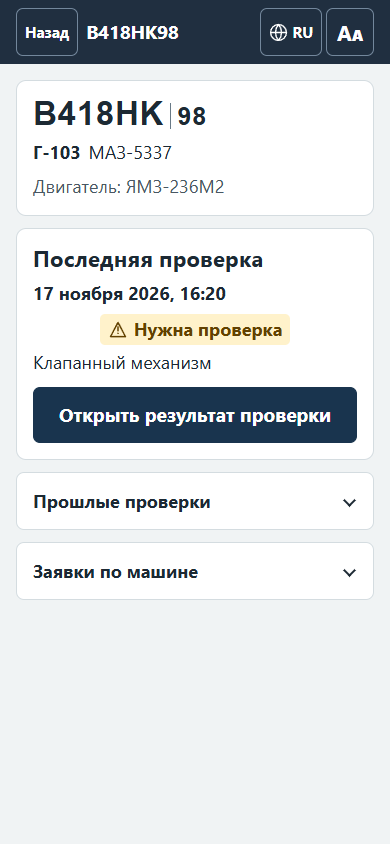 Назад В418НК98 RU Aa
В418НК 98
Г-103 МАЗ-5337
Двигатель: ЯМЗ-236М2
Последняя проверка
17 ноября 2026, 16:20
Нужна проверка
Клапанный механизм
Открыть результат проверки
Прошлые проверки
Заявки по машине